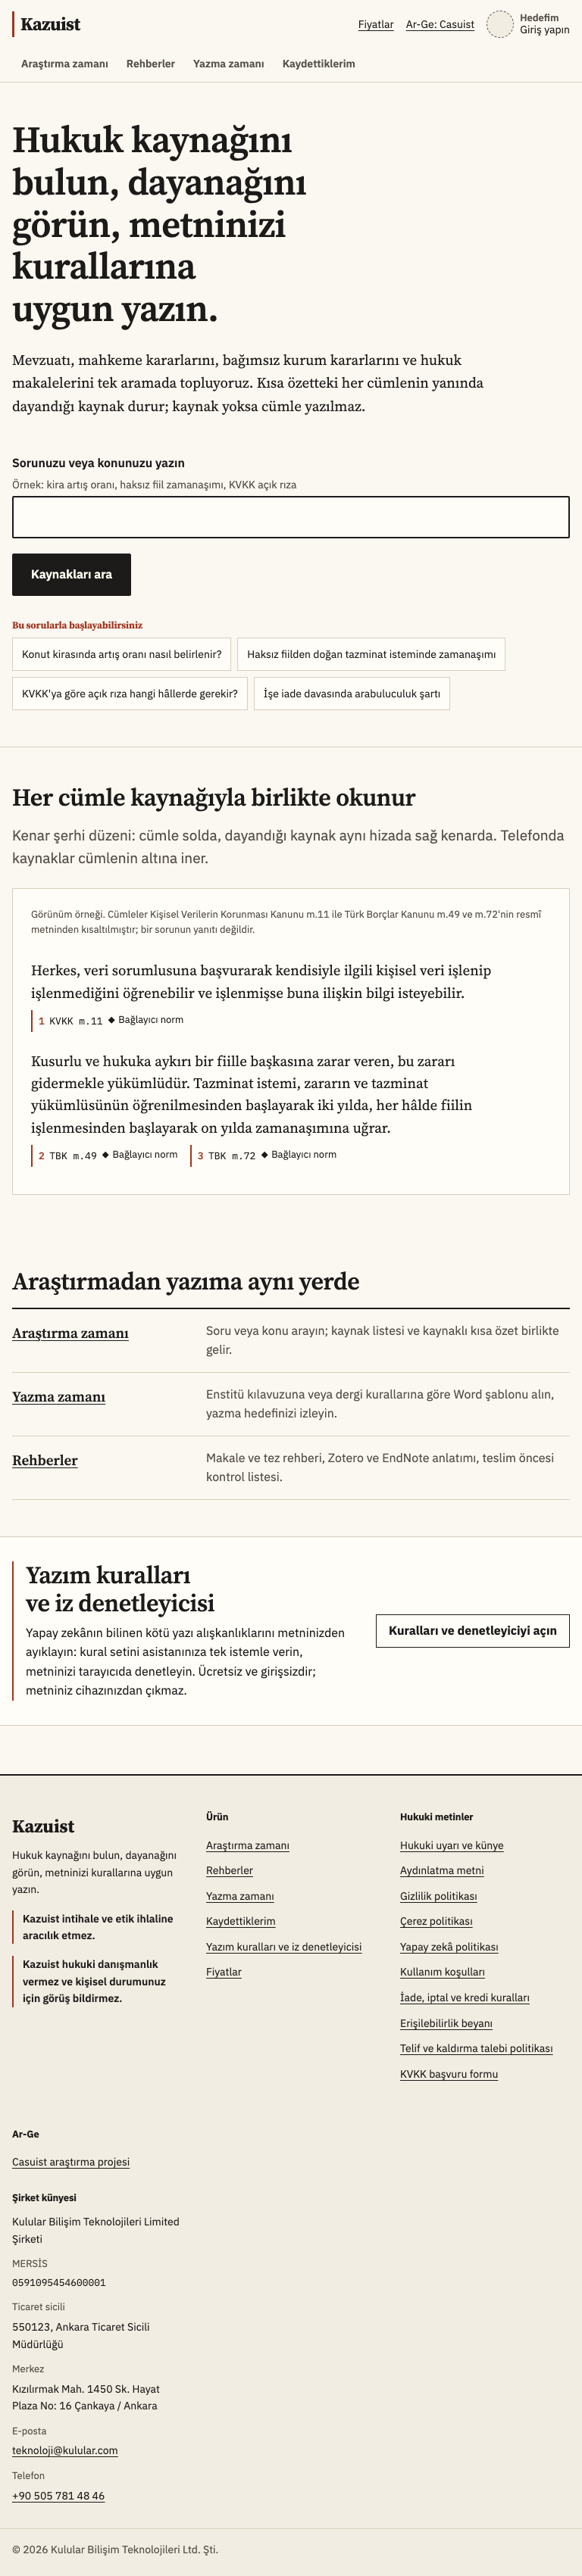 Kazuist
Fiyatlar
Ar-Ge: Casuist
Hedefim
Giriş yapın
Araştırma zamanı
Rehberler
Yazma zamanı
Kaydettiklerim
Hukuk kaynağını
bulun, dayanağını
görün, metninizi
kurallarına
uygun yazın.
Mevzuatı, mahkeme kararlarını, bağımsız kurum kararlarını ve hukuk
makalelerini tek aramada topluyoruz. Kısa özetteki her cümlenin yanında
dayandığı kaynak durur; kaynak yoksa cümle yazılmaz.
Sorunuzu veya konunuzu yazın
Örnek: kira artış oranı, haksız fiil zamanaşımı, KVKK açık rıza
Kaynakları ara
Bu sorularla başlayabilirsiniz
Konut kirasında artış oranı nasıl belirlenir?
Haksız fiilden doğan tazminat isteminde zamanaşımı
KVKK'ya göre açık rıza hangi hâllerde gerekir?
İşe iade davasında arabuluculuk şartı
Her cümle kaynağıyla birlikte okunur
Kenar şerhi düzeni: cümle solda, dayandığı kaynak aynı hizada sağ kenarda. Telefonda
kaynaklar cümlenin altına iner.
Görünüm örneği. Cümleler Kişisel Verilerin Korunması Kanunu m.11 ile Türk Borçlar Kanunu m.49 ve m.72'nin resmî
metninden kısaltılmıştır; bir sorunun yanıtı değildir.
Herkes, veri sorumlusuna başvurarak kendisiyle ilgili kişisel veri işlenip
işlenmediğini öğrenebilir ve işlenmişse buna ilişkin bilgi isteyebilir.
1 KVKK m.11 ◆ Bağlayıcı norm
Kusurlu ve hukuka aykırı bir fiille başkasına zarar veren, bu zararı
gidermekle yükümlüdür. Tazminat istemi, zararın ve tazminat
yükümlüsünün öğrenilmesinden başlayarak iki yılda, her hâlde fiilin
işlenmesinden başlayarak on yılda zamanaşımına uğrar.
2 TBK m.49 ◆ Bağlayıcı norm 3 TBK m.72 ◆ Bağlayıcı norm
Araştırmadan yazıma aynı yerde
Araştırma zamanı
Soru veya konu arayın; kaynak listesi ve kaynaklı kısa özet birlikte
gelir.
Yazma zamanı
Enstitü kılavuzuna veya dergi kurallarına göre Word şablonu alın,
yazma hedefinizi izleyin.
Rehberler
Makale ve tez rehberi, Zotero ve EndNote anlatımı, teslim öncesi
kontrol listesi.
Yazım kuralları
ve iz denetleyicisi
Yapay zekânın bilinen kötü yazı alışkanlıklarını metninizden
ayıklayın: kural setini asistanınıza tek istemle verin,
metninizi tarayıcıda denetleyin. Ücretsiz ve girişsizdir;
metniniz cihazınızdan çıkmaz.
Kuralları ve denetleyiciyi açın
Kazuist
Hukuk kaynağını bulun, dayanağını
görün, metninizi kurallarına uygun
yazın.
Kazuist intihale ve etik ihlaline
aracılık etmez.
Kazuist hukuki danışmanlık
vermez ve kişisel durumunuz
için görüş bildirmez.
Ürün
Araştırma zamanı
Rehberler
Yazma zamanı
Kaydettiklerim
Yazım kuralları ve iz denetleyicisi
Fiyatlar
Hukuki metinler
Hukuki uyarı ve künye
Aydınlatma metni
Gizlilik politikası
Çerez politikası
Yapay zekâ politikası
Kullanım koşulları
İade, iptal ve kredi kuralları
Erişilebilirlik beyanı
Telif ve kaldırma talebi politikası
KVKK başvuru formu
Ar-Ge
Casuist araştırma projesi
Şirket künyesi
Kulular Bilişim Teknolojileri Limited
Şirketi
MERSİS
0591095454600001
Ticaret sicili
550123, Ankara Ticaret Sicili
Müdürlüğü
Merkez
Kızılırmak Mah. 1450 Sk. Hayat
Plaza No: 16 Çankaya / Ankara
E-posta
teknoloji@kulular.com
Telefon
+90 505 781 48 46
© 2026 Kulular Bilişim Teknolojileri Ltd. Şti.